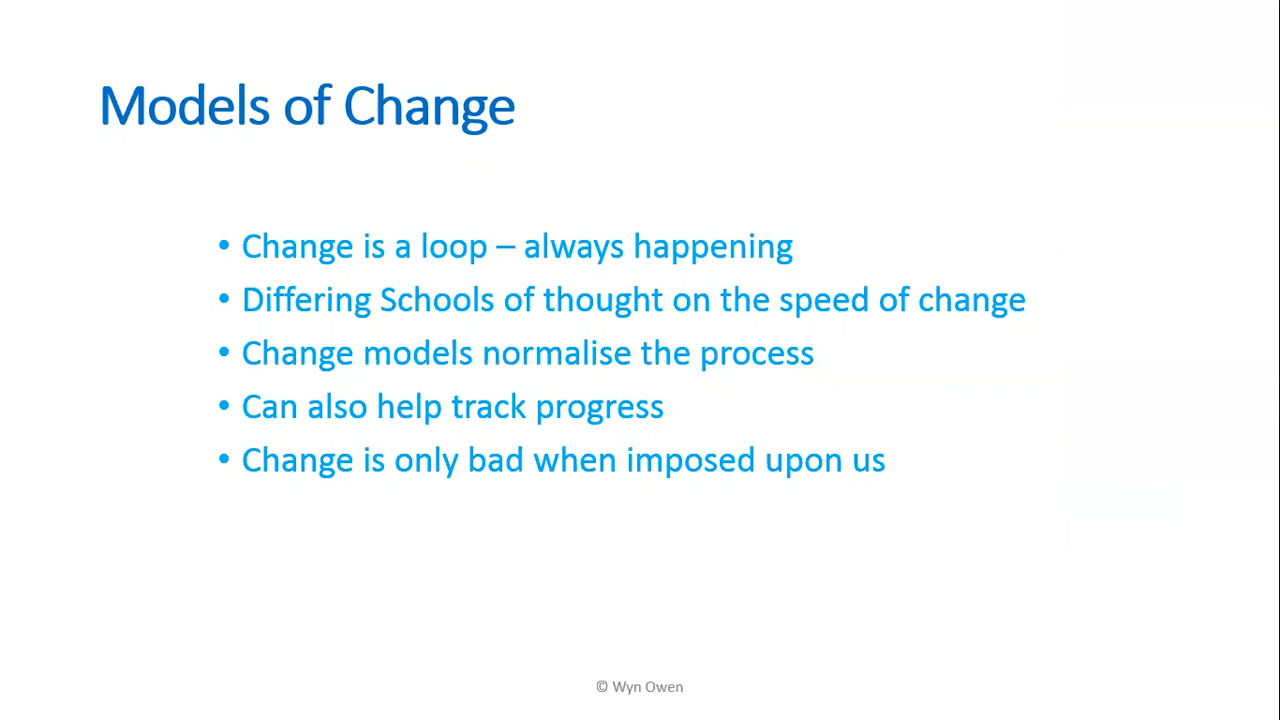 Models of Change
• Change is a loop – always happening
• Differing Schools of thought on the speed of change
• Change models normalise the process
• Can also help track progress
• Change is only bad when imposed upon us
© Wyn Owen